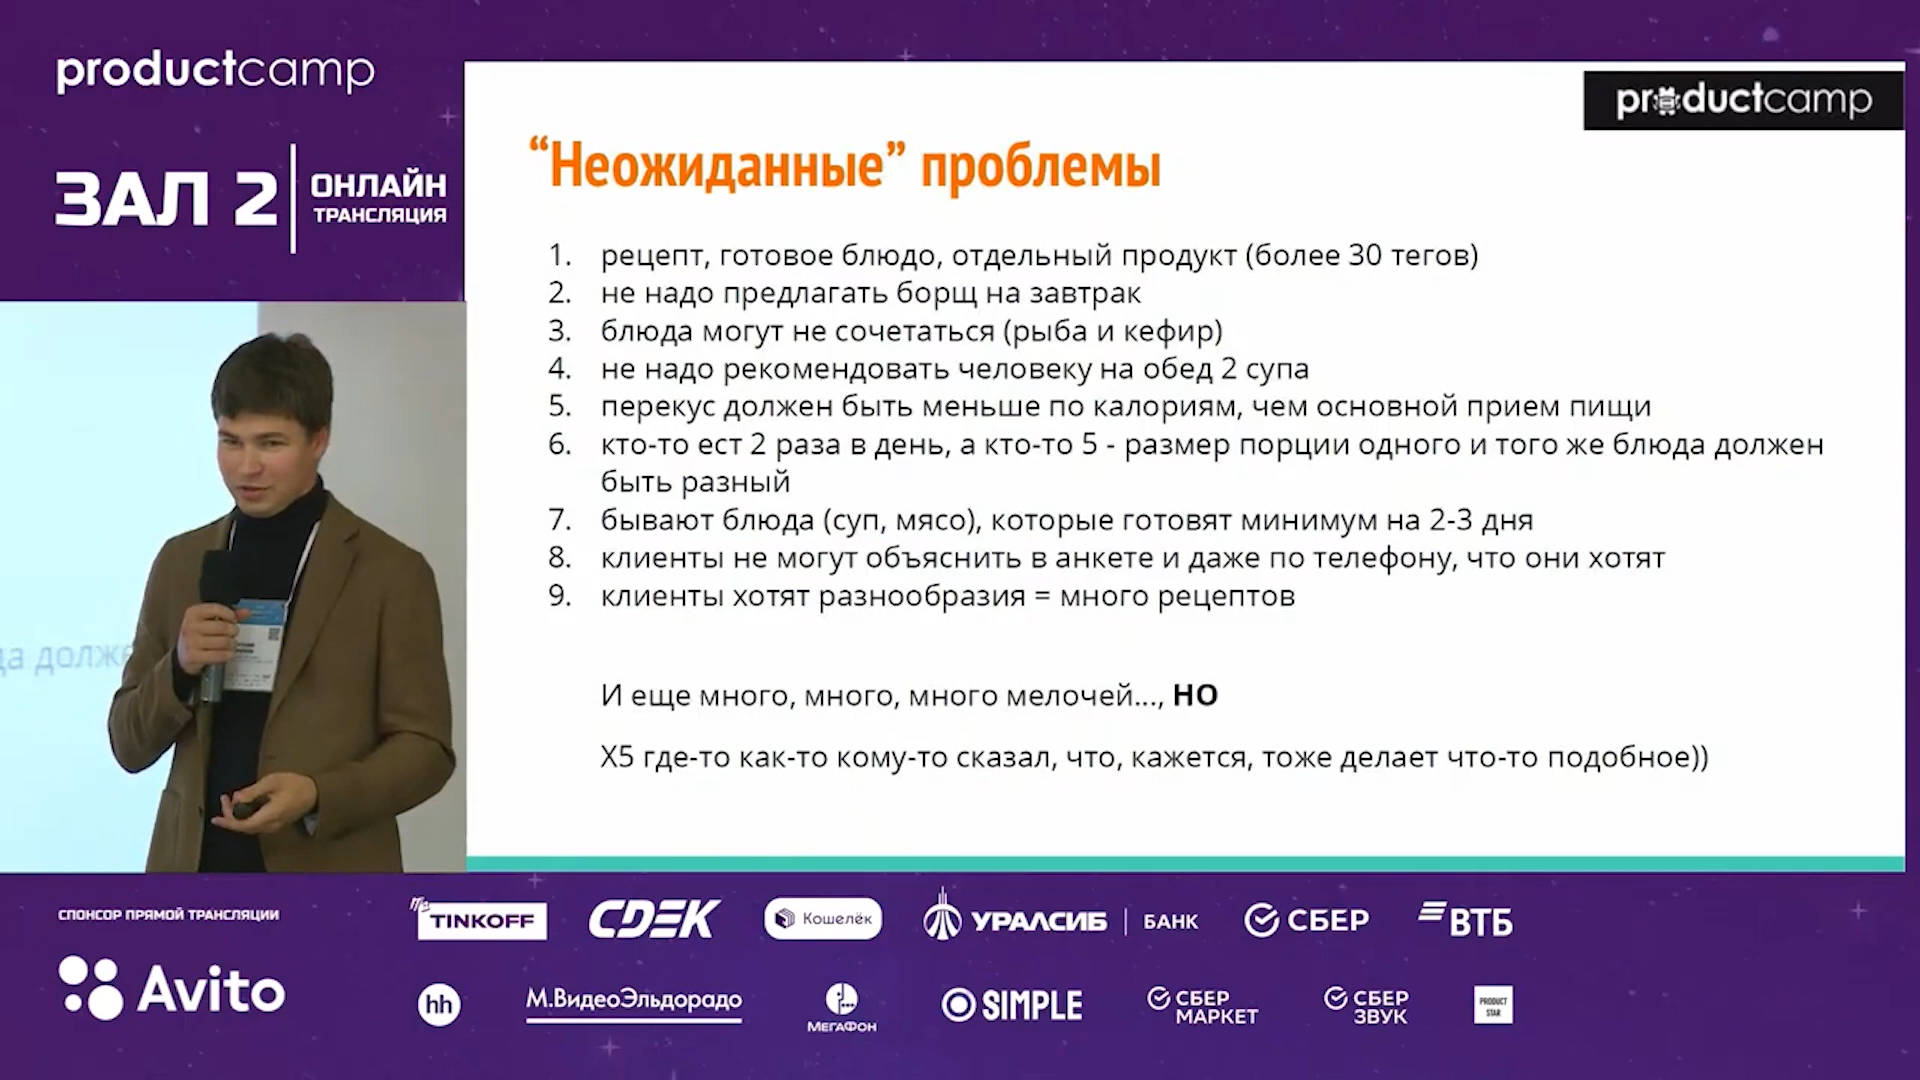 productcamp
ЗАЛ 2
ОНЛАЙН
ТРАНСЛЯЦИЯ
productcamp
“Неожиданные” проблемы
1. рецепт, готовое блюдо, отдельный продукт (более 30 тегов)
2. не надо предлагать борщ на завтрак
3. блюда могут не сочетаться (рыба и кефир)
4. не надо рекомендовать человеку на обед 2 супа
5. перекус должен быть меньше по калориям, чем основной прием пищи
6. кто-то ест 2 раза в день, а кто-то 5 - размер порции одного и того же блюда должен
быть разный
7. бывают блюда (суп, мясо), которые готовят минимум на 2-3 дня
8. клиенты не могут объяснить в анкете и даже по телефону, что они хотят
9. клиенты хотят разнообразия = много рецептов
И еще много, много, много мелочей..., НО
X5 где-то как-то кому-то сказал, что, кажется, тоже делает что-то подобное))
да долже
СПОНСОР ПРЯМОЙ ТРАНСЛЯЦИИ
Avito
TINKOFF
CDEK
Кошелёк
УРАЛСИБ | БАНК
СБЕР
ВТБ
hh
М.ВидеоЭльдорадо
МЕГАФОН
SIMPLE
СБЕР
МАРКЕТ
СБЕР
ЗВУК
PRODUCT
STAR